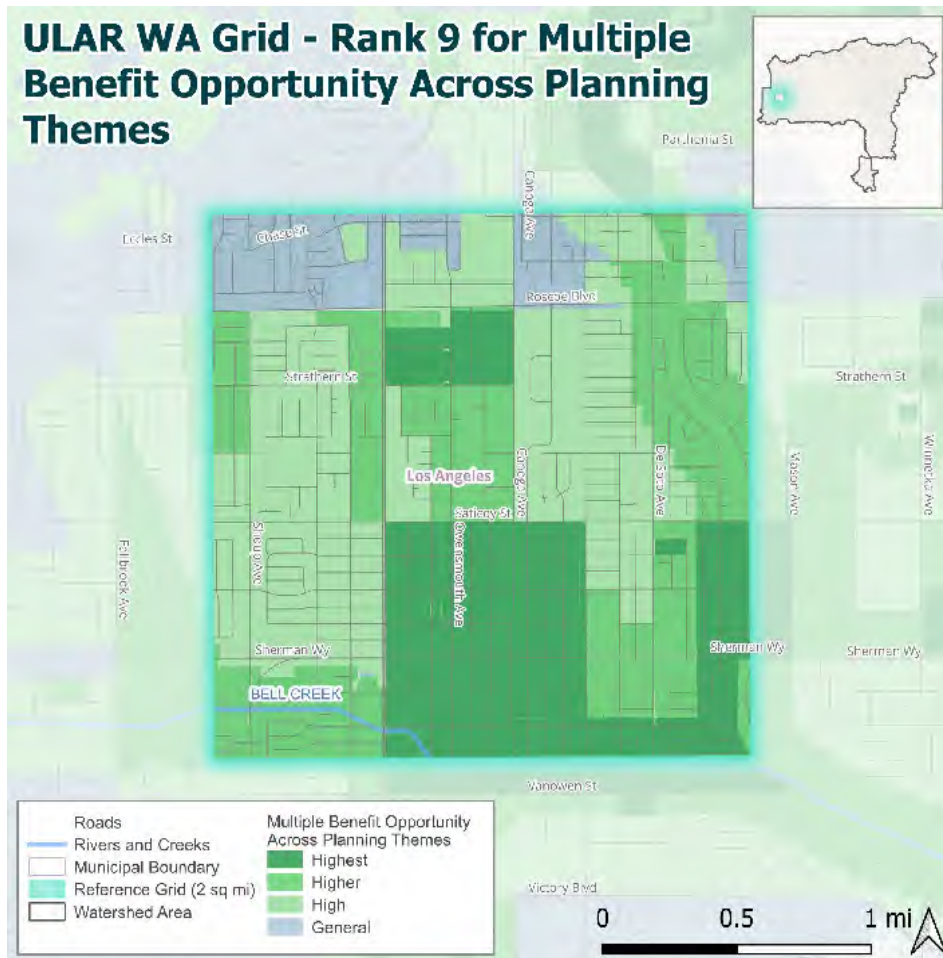 ULAR WA Grid - Rank 9 for Multiple
Benefit Opportunity Across Planning
Themes
Parthenia St
Canoga Ave
Eccles St
Chase St
Roscoe Blvd
Strathern St
Strathern St
Los Angeles
Canoga Ave
De Soto Ave
Mason Ave
Winnetka Ave
Saticoy St
Fallbrook Ave
Shoup Ave
Owensmouth Ave
Sherman Wy
Sherman Wy
Sherman Wy
BELL CREEK
Vanowen St
Victory Blvd
Roads
Rivers and Creeks
Municipal Boundary
Reference Grid (2 sq mi)
Watershed Area
Multiple Benefit Opportunity
Across Planning Themes
Highest
Higher
High
General
0 0.5 1 mi